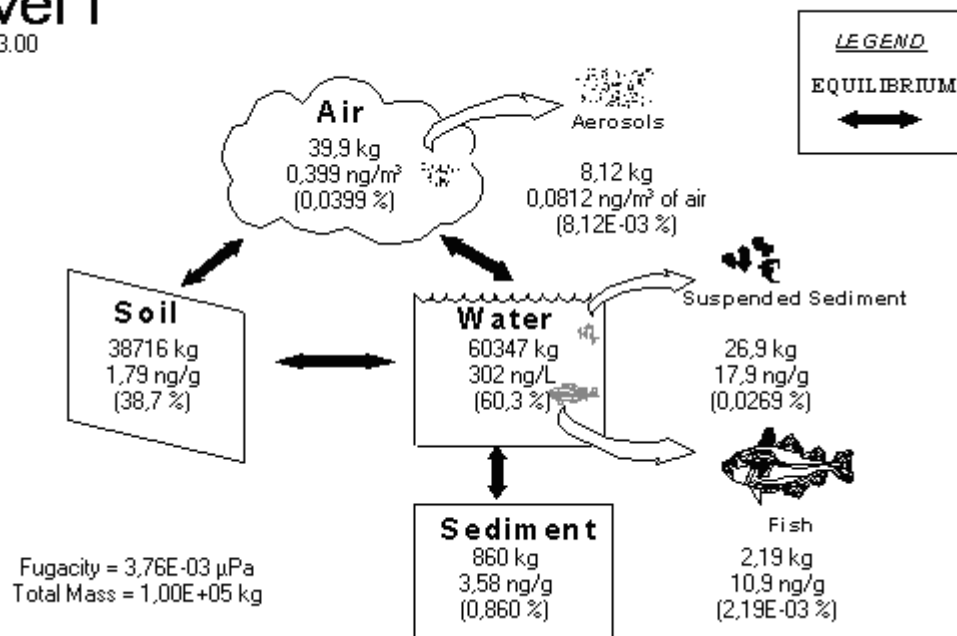 3.00
LEGEND
EQUILIBRIUM
Air
39,9 kg
0,399 ng/m³
(0,0399 %)
Aerosols
8,12 kg
0,0812 ng/m³ of air
(8,12E-03 %)
Soil
38716 kg
1,79 ng/g
(38,7 %)
Water
60347 kg
302 ng/L
(60,3 %)
Suspended Sediment
26,9 kg
17,9 ng/g
(0,0269 %)
Sediment
860 kg
3,58 ng/g
(0,860 %)
Fish
2,19 kg
10,9 ng/g
(2,19E-03 %)
Fugacity = 3,76E-03 µPa
Total Mass = 1,00E+05 kg